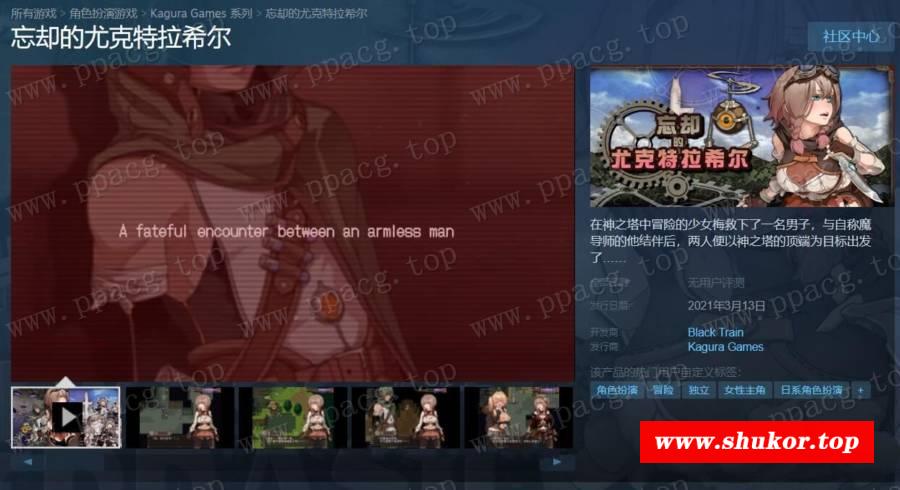 所有游戏 > 角色扮演游戏 > Kagura Games 系列 > 忘却的尤克特拉希尔
忘却的尤克特拉希尔
社区中心
A fateful encounter between an armless man
忘却
的
尤克特拉希尔
在神之塔中冒险的少女梅救下了一名男子，与自称魔
导师的他结伴后，两人便以神之塔的顶端为目标出发
了……
无用户评测
发行日期:
2021年3月13日
开发商
Black Train
发行商
Kagura Games
该产品的热门用户自定义标签：
角色扮演
冒险
独立
女性主角
日系角色扮演
+
www.shukor.top
www.ppacg.top